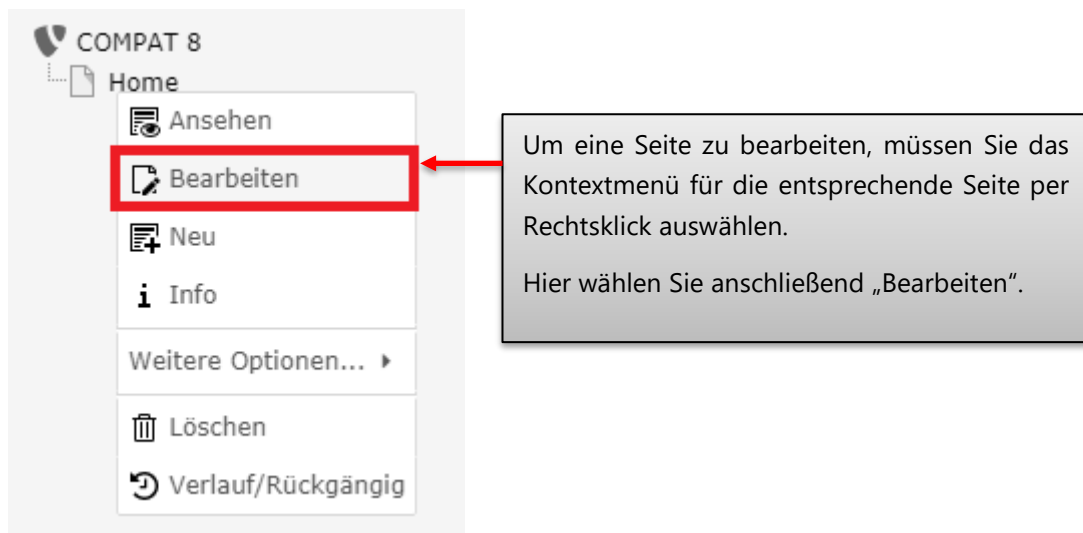 COMPAT 8
Home
Ansehen
Bearbeiten
Neu
Info
Weitere Optionen...
Löschen
Verlauf/Rückgängig
Um eine Seite zu bearbeiten, müssen Sie das
Kontextmenü für die entsprechende Seite per
Rechtsklick auswählen.
Hier wählen Sie anschließend „Bearbeiten“.